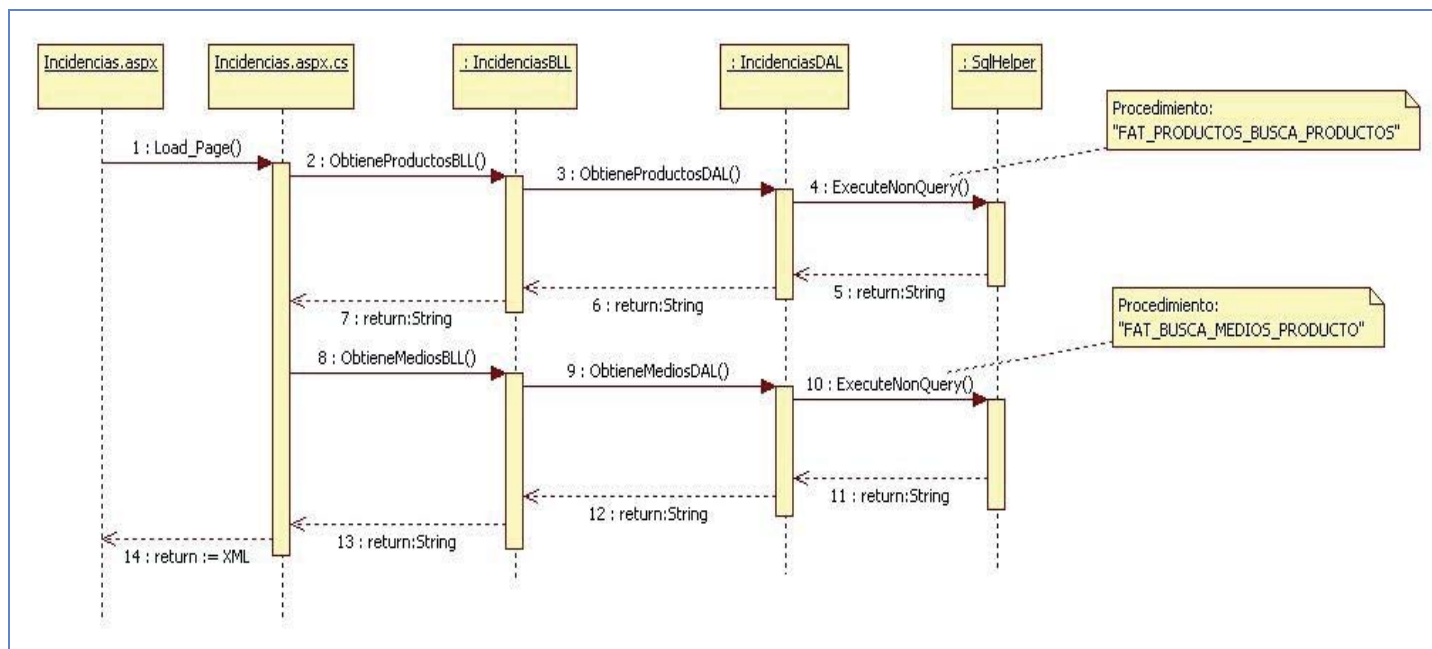 Incidencias.aspx
Incidencias.aspx.cs
: IncidenciasBLL
: IncidenciasDAL
: SqlHelper
Procedimiento:
"FAT_PRODUCTOS_BUSCA_PRODUCTOS"
1 : Load_Page()
2 : ObtieneProductosBLL()
3 : ObtieneProductosDAL()
4 : ExecuteNonQuery()
5 : return:String
6 : return:String
7 : return:String
Procedimiento:
"FAT_BUSCA_MEDIOS_PRODUCTO"
8 : ObtieneMediosBLL()
9 : ObtieneMediosDAL()
10 : ExecuteNonQuery()
11 : return:String
12 : return:String
13 : return:String
14 : return := XML